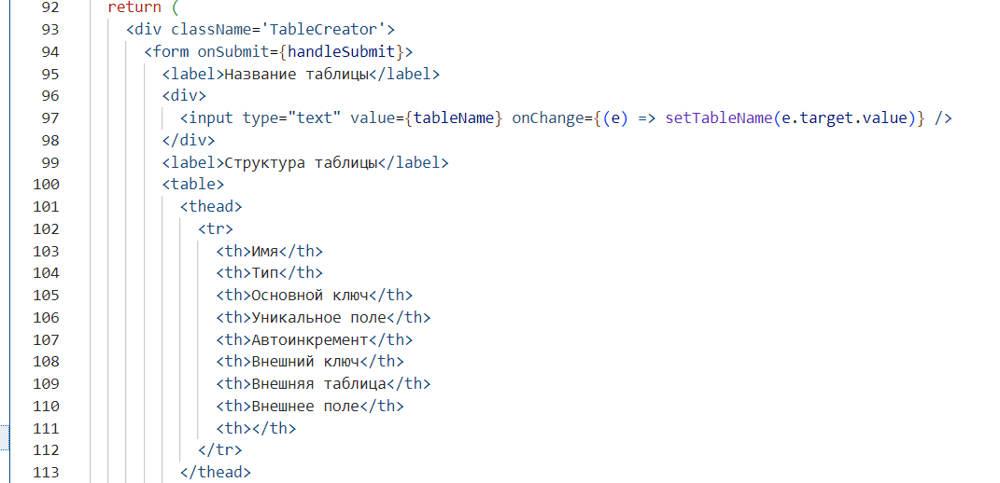 92 return (
93 <div className='TableCreator'>
94 <form onSubmit={handleSubmit}>
95 <label>Название таблицы</label>
96 <div>
97 <input type="text" value={tableName} onChange={(e) => setTableName(e.target.value)} />
98 </div>
99 <label>Структура таблицы</label>
100 <table>
101 <thead>
102 <tr>
103 <th>Имя</th>
104 <th>Тип</th>
105 <th>Основной ключ</th>
106 <th>Уникальное поле</th>
107 <th>Автоинкремент</th>
108 <th>Внешний ключ</th>
109 <th>Внешняя таблица</th>
110 <th>Внешнее поле</th>
111 <th></th>
112 </tr>
113 </thead>